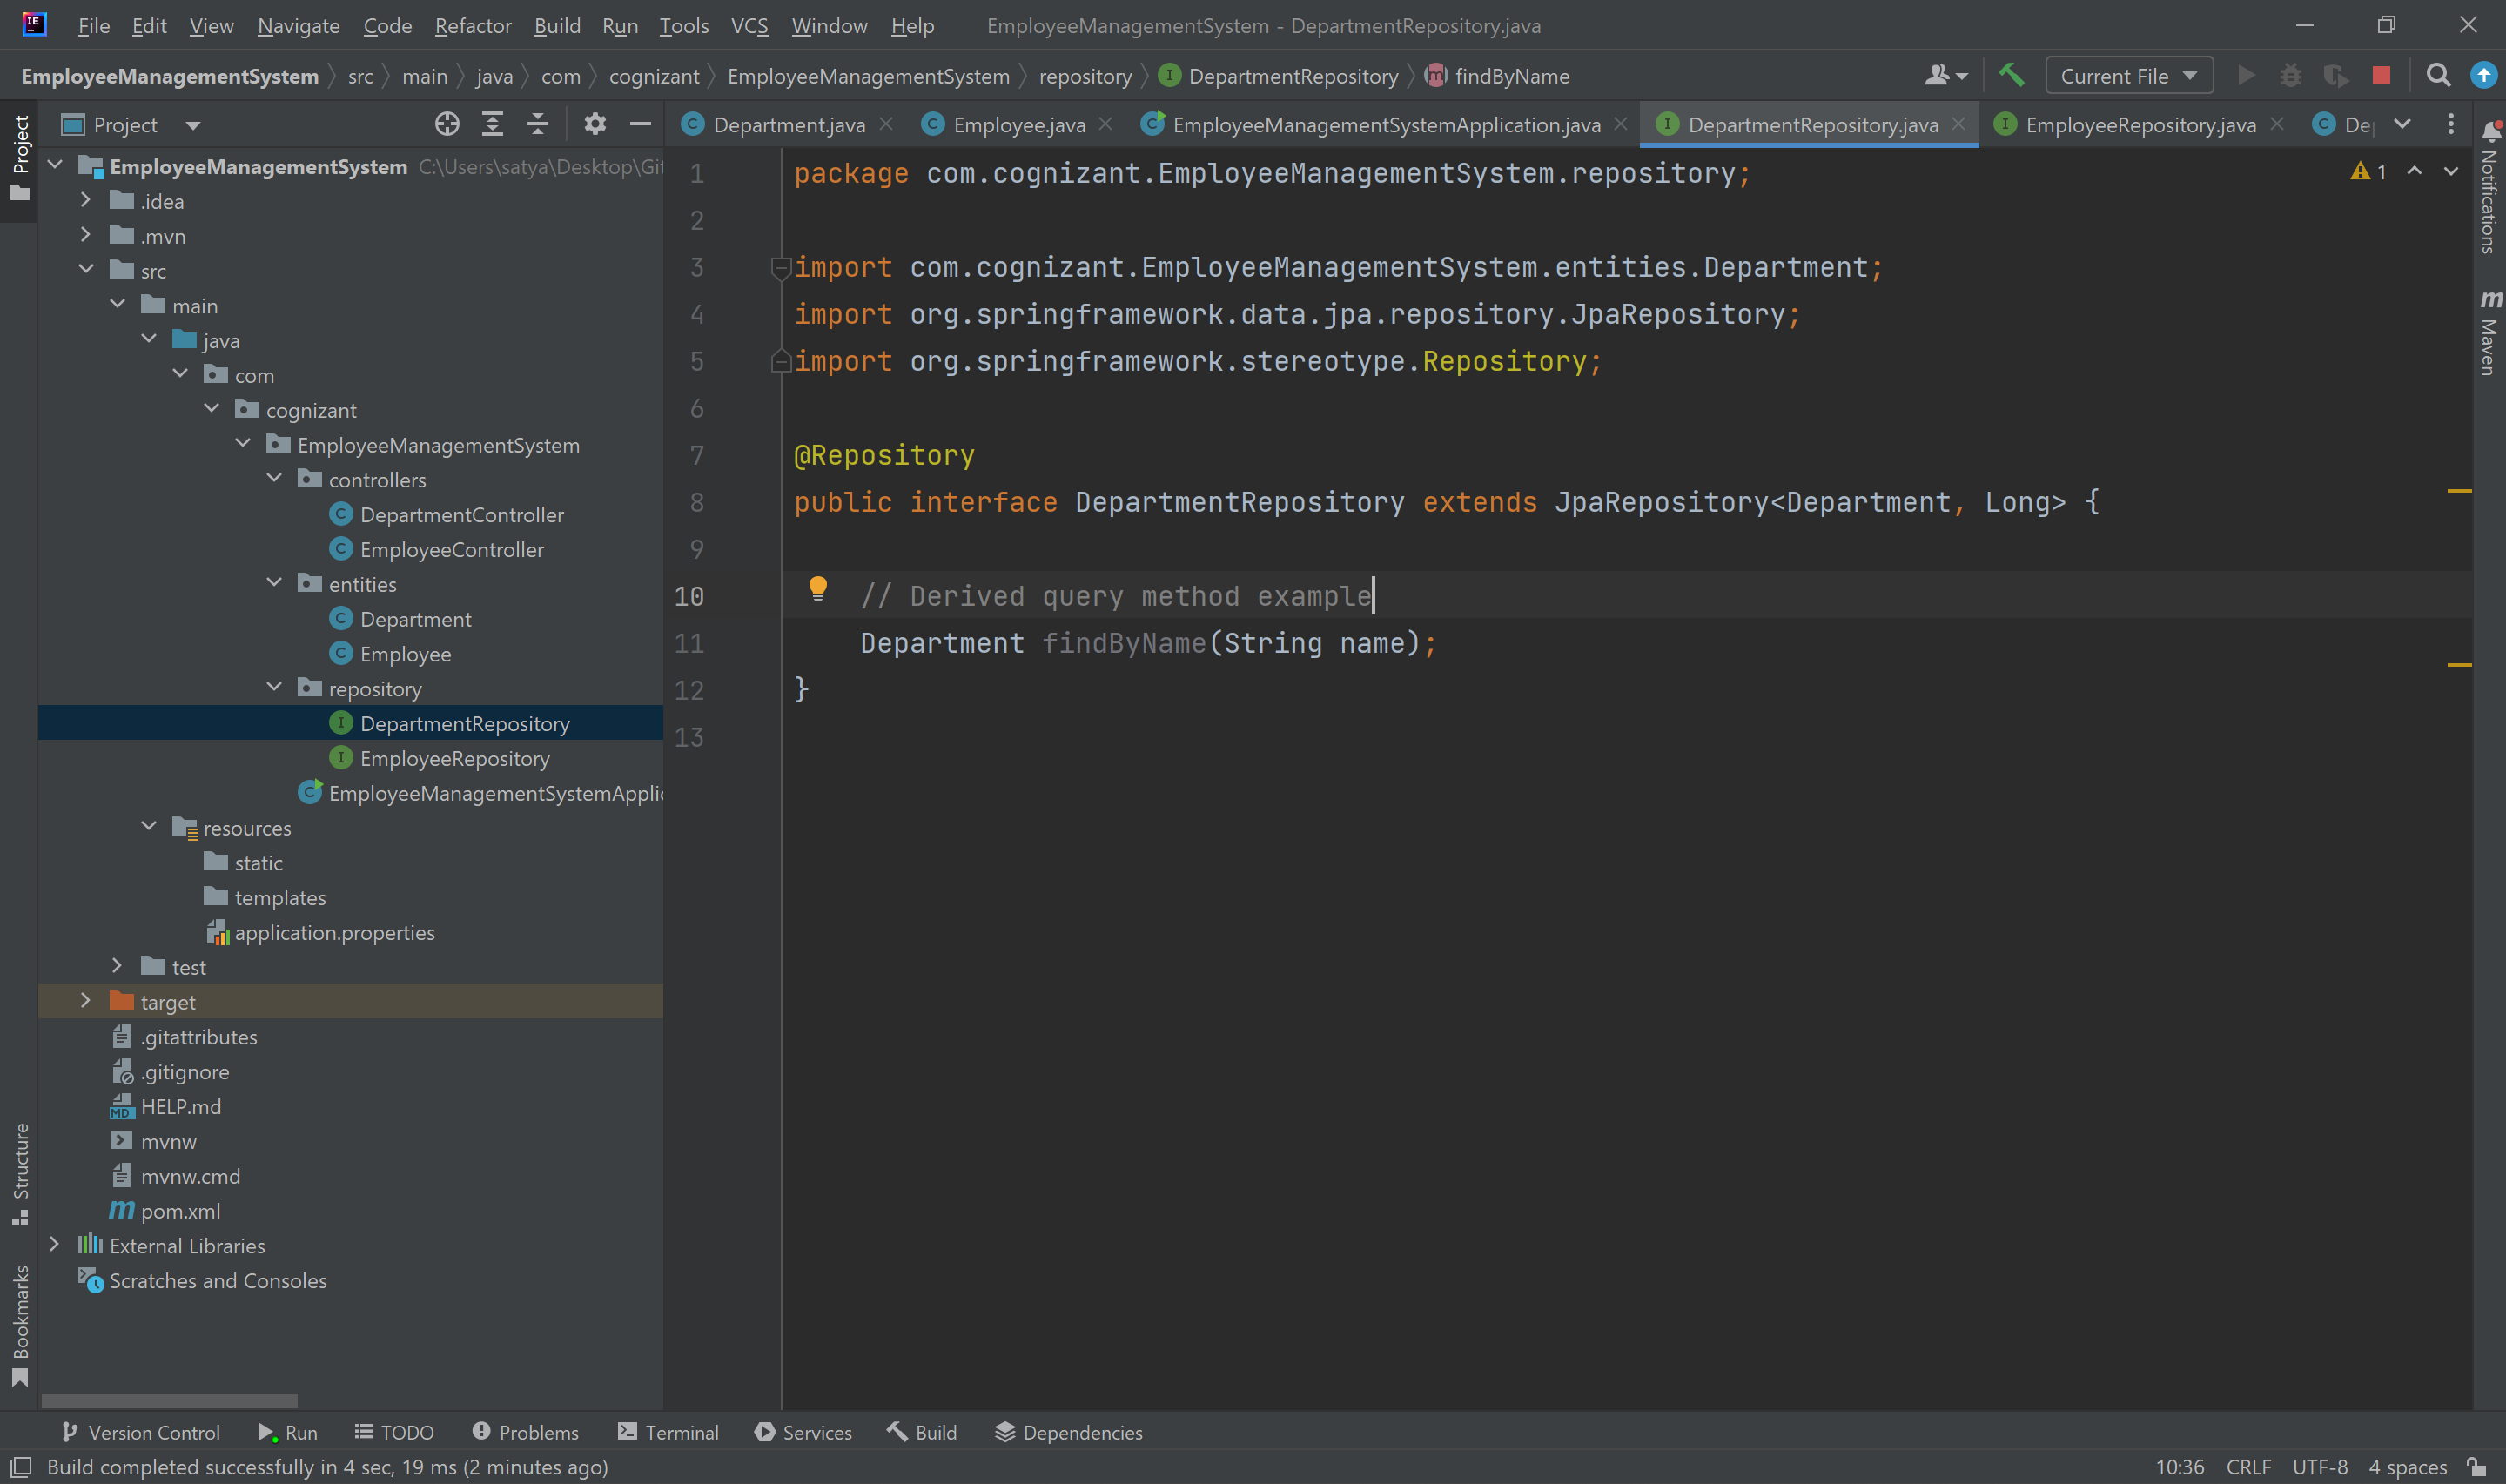 File Edit View Navigate Code Refactor Build Run Tools VCS Window Help EmployeeManagementSystem - DepartmentRepository.java
EmployeeManagementSystem src main java com cognizant EmployeeManagementSystem repository DepartmentRepository findByName Current File
Project
Project
Department.java Employee.java EmployeeManagementSystemApplication.java DepartmentRepository.java EmployeeRepository.java
EmployeeManagementSystem C:\Users\satya\Desktop\Git
.idea
.mvn
src
main
java
com
cognizant
EmployeeManagementSystem
controllers
DepartmentController
EmployeeController
entities
Department
Employee
repository
DepartmentRepository
EmployeeRepository
EmployeeManagementSystemApplic
resources
static
templates
application.properties
test
target
.gitattributes
.gitignore
HELP.md
mvnw
mvnw.cmd
pom.xml
External Libraries
Scratches and Consoles
Structure
Bookmarks
1 package com.cognizant.EmployeeManagementSystem.repository;
2
3 import com.cognizant.EmployeeManagementSystem.entities.Department;
4 import org.springframework.data.jpa.repository.JpaRepository;
5 import org.springframework.stereotype.Repository;
6
7 @Repository
8 public interface DepartmentRepository extends JpaRepository<Department, Long> {
9
10 // Derived query method example
11 Department findByName(String name);
12 }
13
1
Notifications
Maven
Version Control Run TODO Problems Terminal Services Build Dependencies
Build completed successfully in 4 sec, 19 ms (2 minutes ago) 10:36 CRLF UTF-8 4 spaces